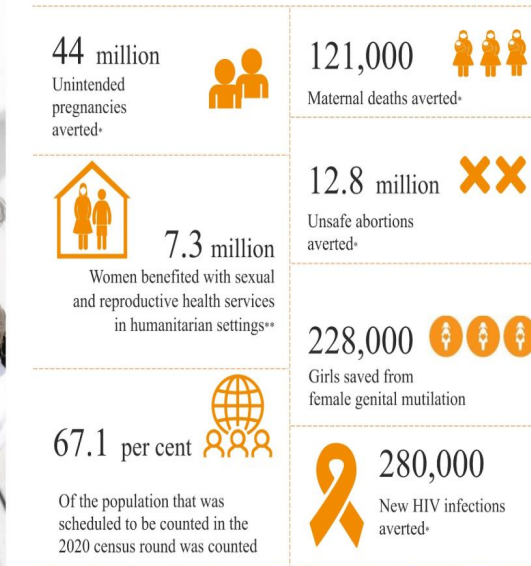 44 million
Unintended
pregnancies
averted*
7.3 million
Women benefited with sexual
and reproductive health services
in humanitarian settings**
67.1 per cent
Of the population that was
scheduled to be counted in the
2020 census round was counted
121,000
Maternal deaths averted*
12.8 million
Unsafe abortions
averted*
228,000
Girls saved from
female genital mutilation
280,000
New HIV infections
averted*